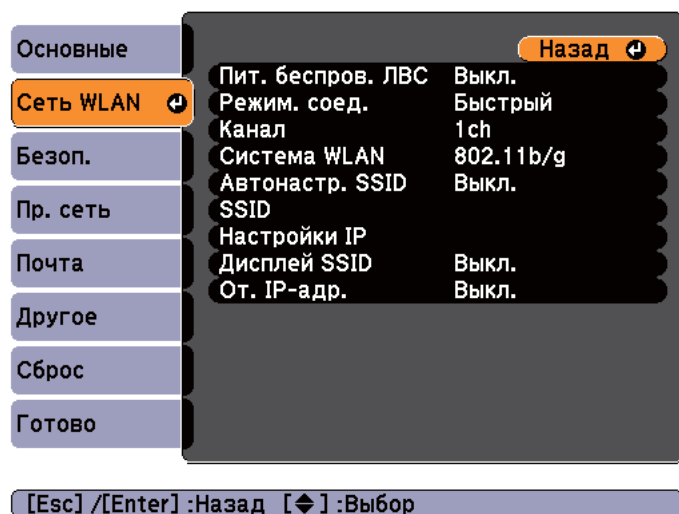 Основные
Сеть WLAN
Безоп.
Пр. сеть
Почта
Другое
Сброс
Готово
Назад
Пит. беспров. ЛВС Выкл.
Режим. соед. Быстрый
Канал 1ch
Система WLAN 802.11b/g
Автонастр. SSID Выкл.
SSID
Настройки IP
Дисплей SSID Выкл.
От. IP-адр. Выкл.
[Esc] /[Enter] :Назад [◆] :Выбор